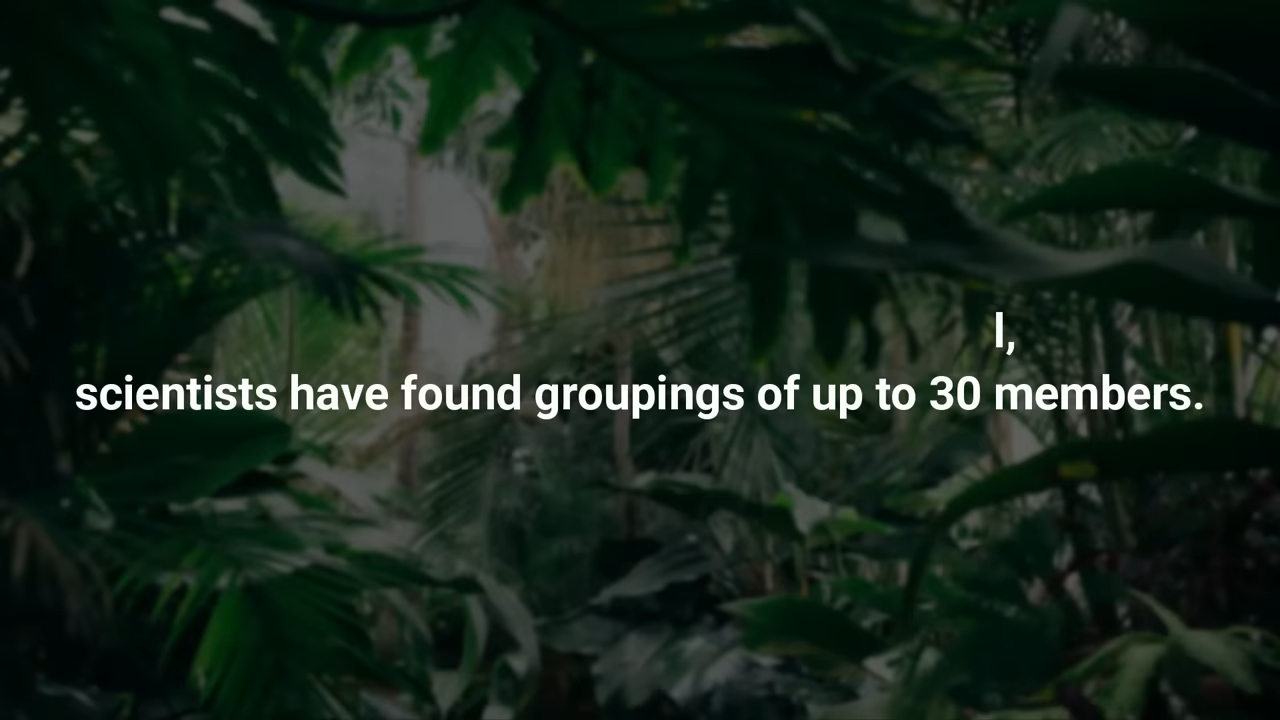 l,
scientists have found groupings of up to 30 members.